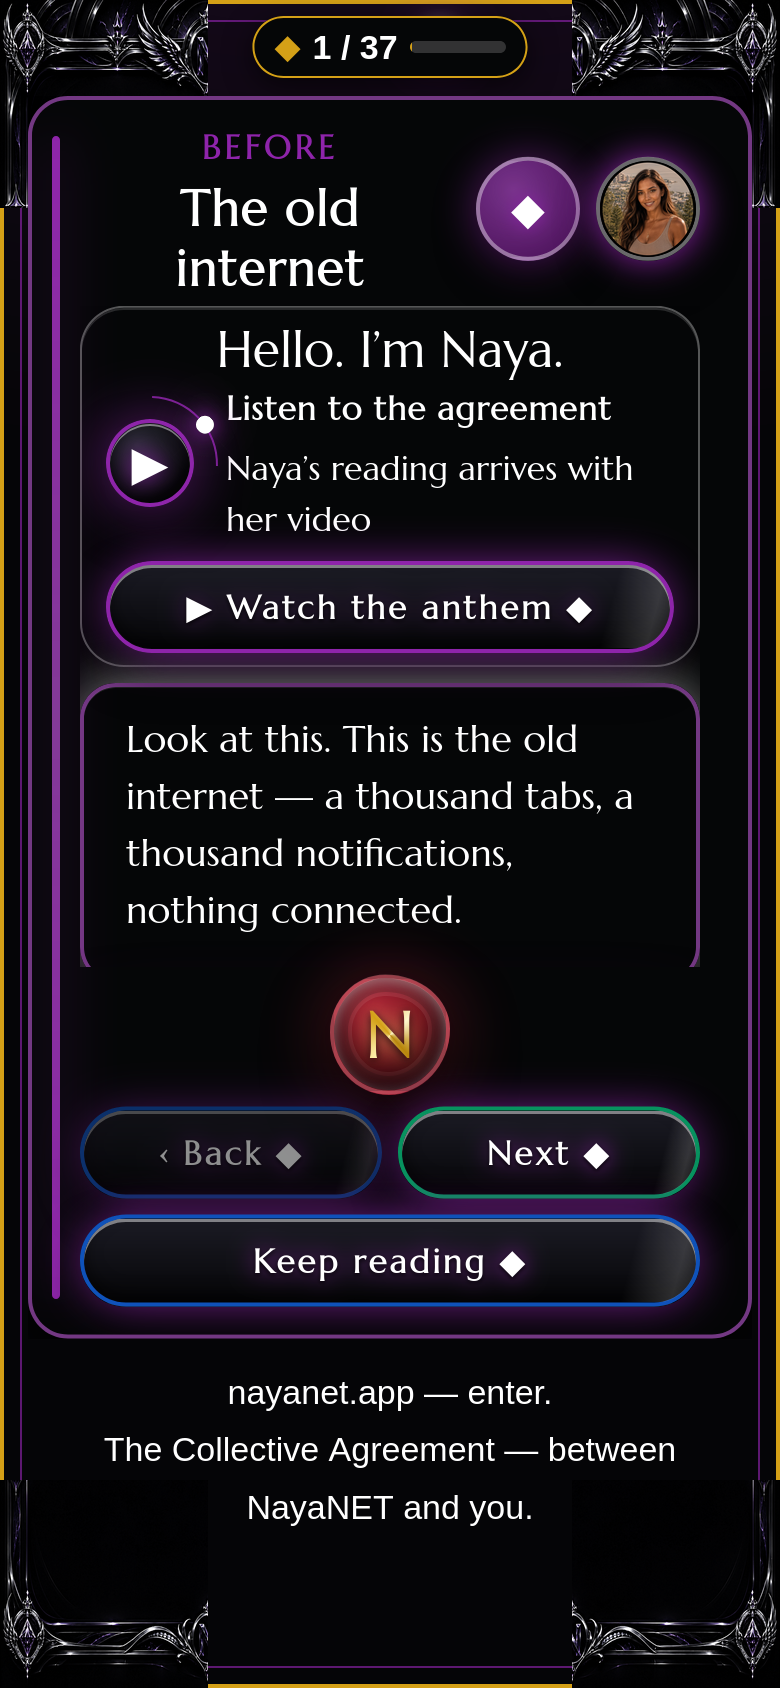 ◆ 1 / 37
BEFORE
The old
internet
◆
Hello. I’m Naya.
Listen to the agreement
▶
Naya’s reading arrives with
her video
▶ Watch the anthem ◆
Look at this. This is the old
internet — a thousand tabs, a
thousand notifications,
nothing connected.
N
‹ Back ◆
Next ◆
Keep reading ◆
nayanet.app — enter.
The Collective Agreement — between
NayaNET and you.